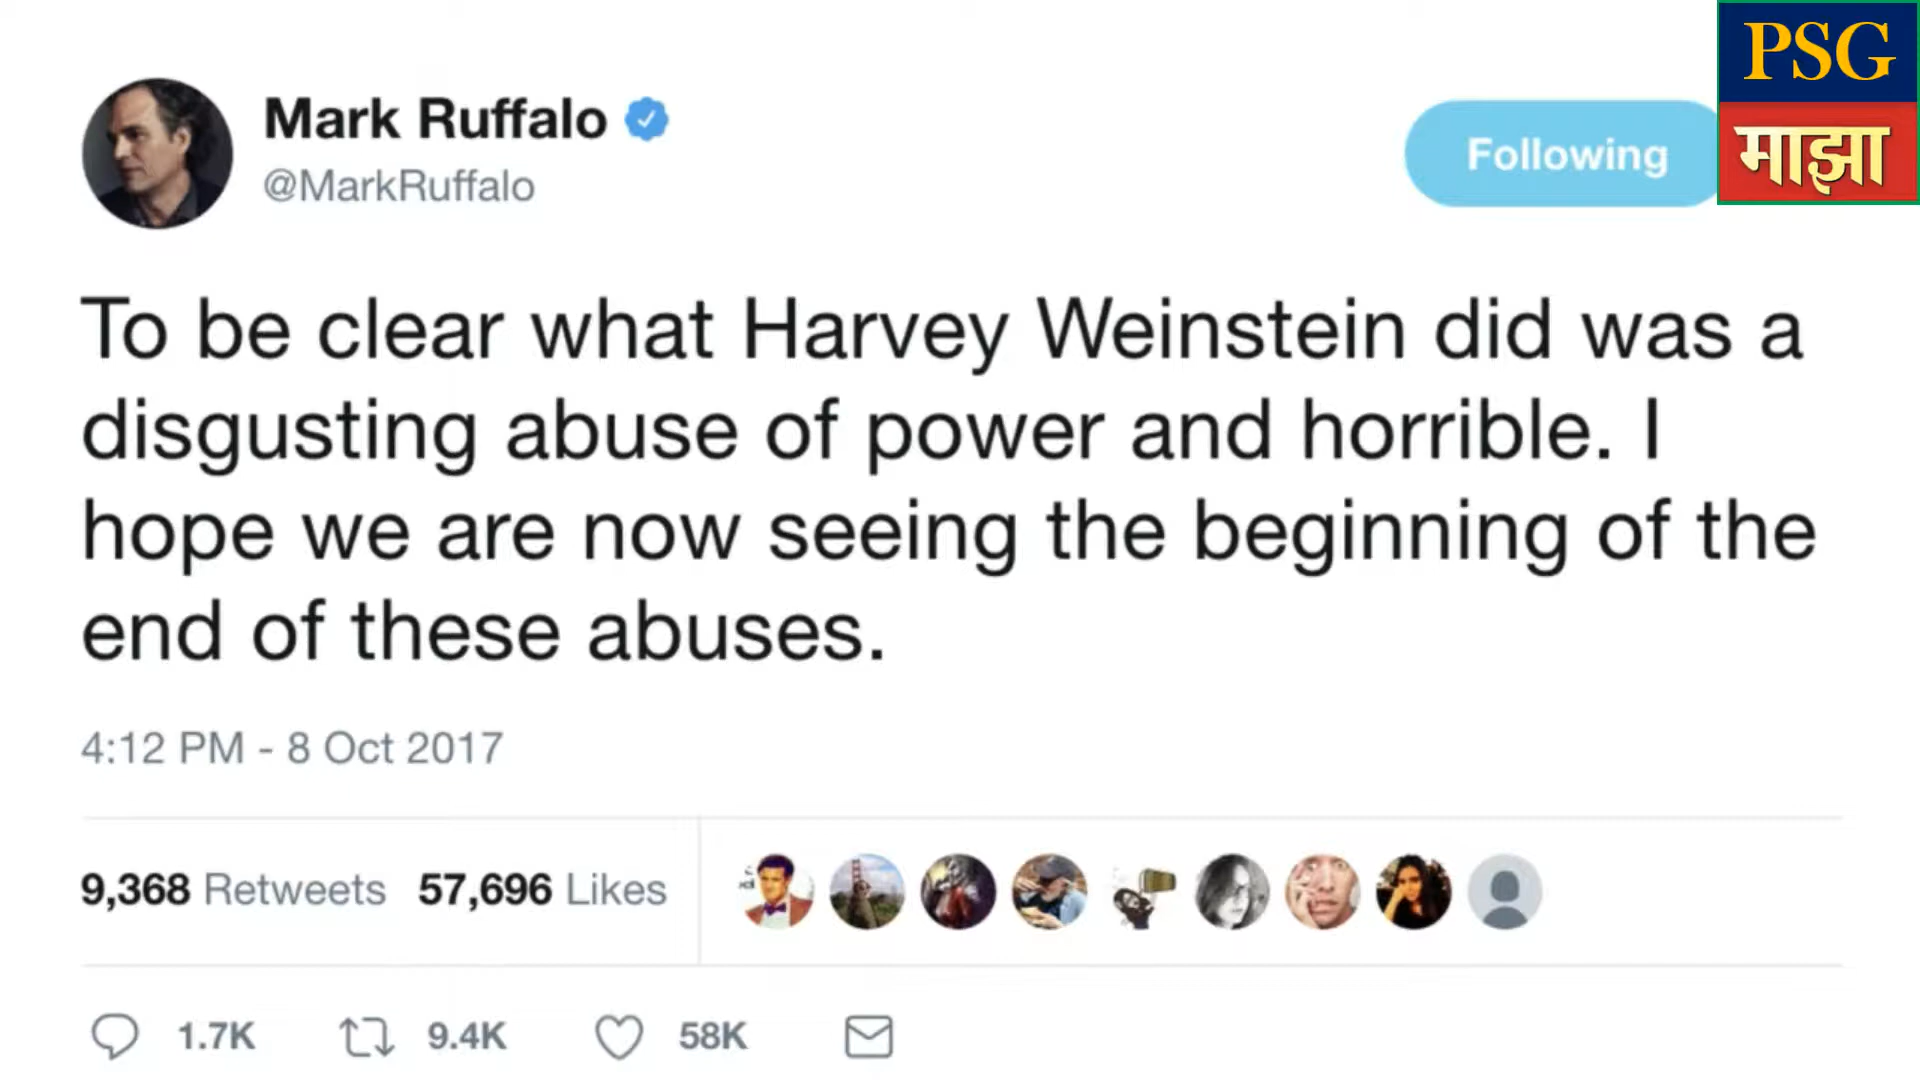 Mark Ruffalo
@MarkRuffalo
Following
PSG
माझा
To be clear what Harvey Weinstein did was a
disgusting abuse of power and horrible. I
hope we are now seeing the beginning of the
end of these abuses.
4:12 PM - 8 Oct 2017
9,368 Retweets 57,696 Likes
1.7K 9.4K 58K